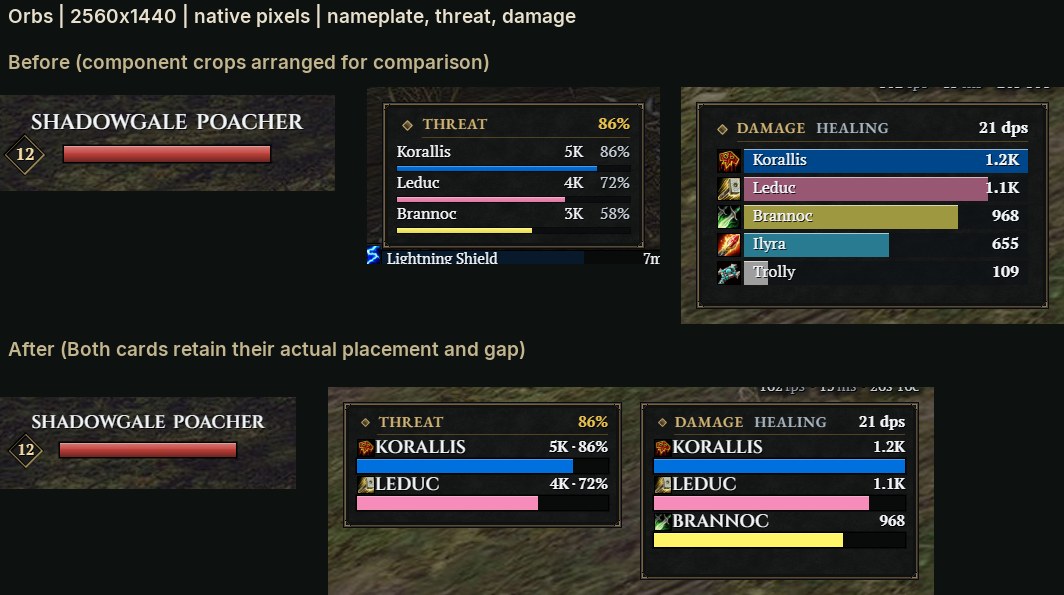 Orbs | 2560x1440 | native pixels | nameplate, threat, damage
Before (component crops arranged for comparison)
SHADOWGALE POACHER
12
THREAT 86%
Korallis 5K 86%
Leduc 4K 72%
Brannoc 3K 58%
Lightning Shield 7m
DAMAGE HEALING 21 dps
Korallis 1.2K
Leduc 1.1K
Brannoc 968
Ilyra 655
Trolly 109
After (Both cards retain their actual placement and gap)
SHADOWGALE POACHER
12
THREAT 86%
KORALLIS 5K · 86%
LEDUC 4K · 72%
DAMAGE HEALING 21 dps
KORALLIS 1.2K
LEDUC 1.1K
BRANNOC 968